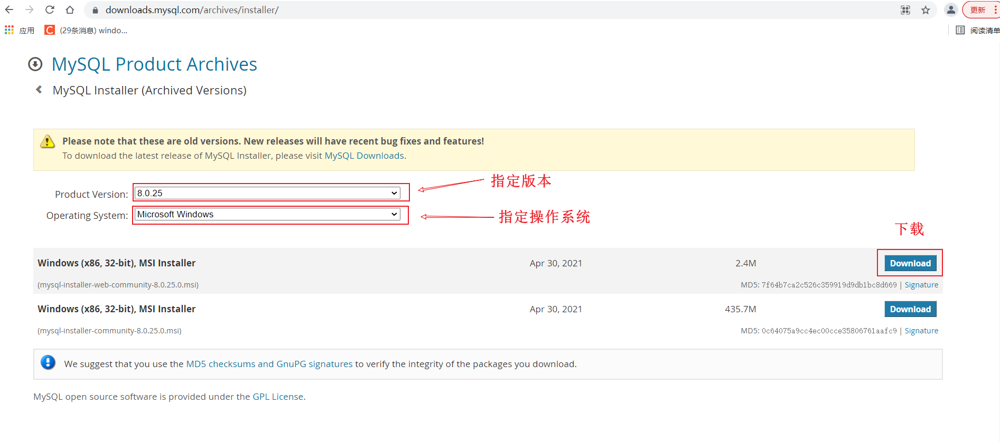 downloads.mysql.com/archives/installer/
更新
应用
(29条消息) windo...
阅读清单
MySQL Product Archives
MySQL Installer (Archived Versions)
Please note that these are old versions. New releases will have recent bug fixes and features!
To download the latest release of MySQL Installer, please visit MySQL Downloads.
指定版本
Product Version: 8.0.25
Operating System: Microsoft Windows
指定操作系统
下载
Windows (x86, 32-bit), MSI Installer Apr 30, 2021 2.4M Download
(mysql-installer-web-community-8.0.25.0.msi) MD5: 7f64b7ca2c526c359919d9db1bc8d669 | Signature
Windows (x86, 32-bit), MSI Installer Apr 30, 2021 435.7M Download
(mysql-installer-community-8.0.25.0.msi) MD5: 0c64075a9cc4ec00cce35806761aafc9 | Signature
We suggest that you use the MD5 checksums and GnuPG signatures to verify the integrity of the packages you download.
MySQL open source software is provided under the GPL License.